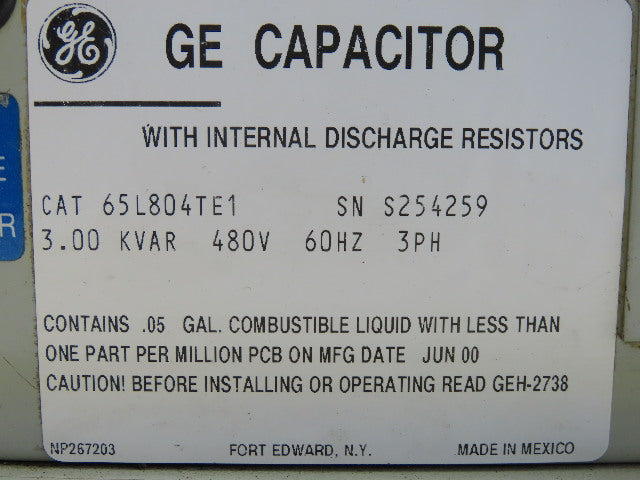 GE GE CAPACITOR
WITH INTERNAL DISCHARGE RESISTORS
CAT 65L804TE1 SN S254259
3.00 KVAR 480V 60HZ 3PH
CONTAINS .05 GAL. COMBUSTIBLE LIQUID WITH LESS THAN
ONE PART PER MILLION PCB ON MFG DATE JUN 00
CAUTION! BEFORE INSTALLING OR OPERATING READ GEH-2738
NP267203 FORT EDWARD, N.Y. MADE IN MEXICO
E
R